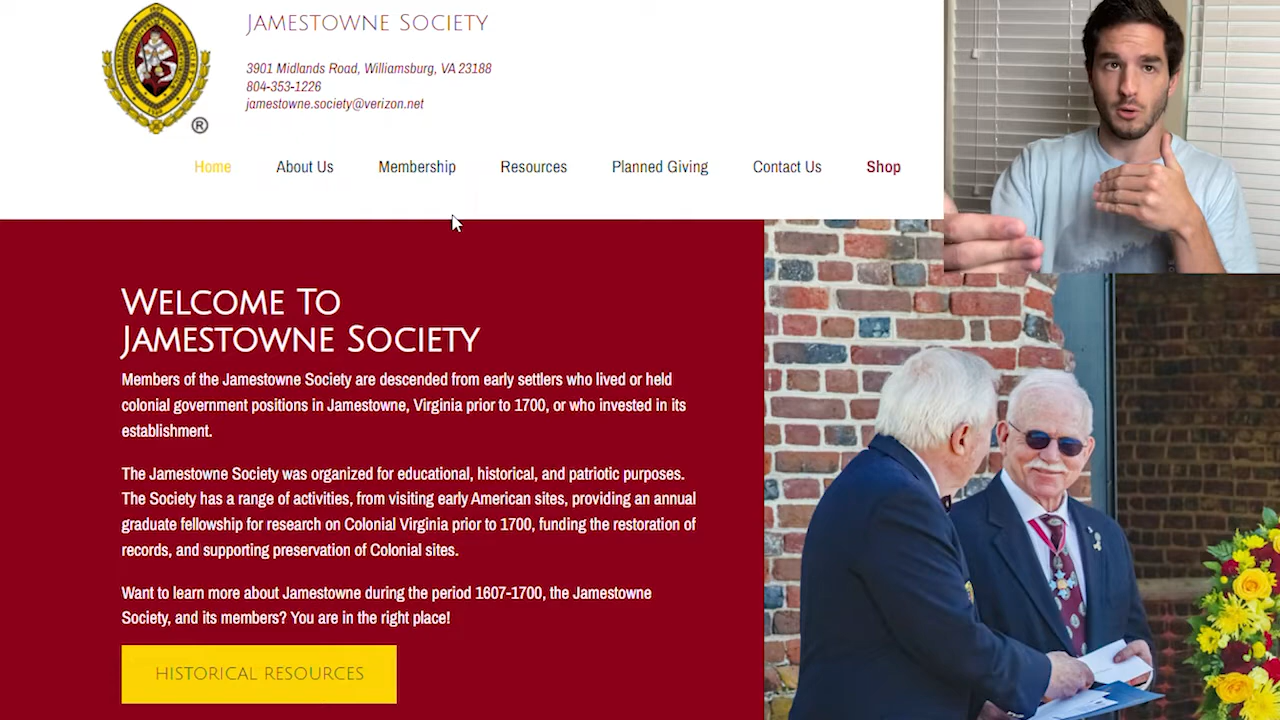 JAMESTOWNE SOCIETY
3901 Midlands Road, Williamsburg, VA 23188
804-353-1226
jamestowne.society@verizon.net
®
Home About Us Membership Resources Planned Giving Contact Us Shop
WELCOME TO
JAMESTOWNE SOCIETY
Members of the Jamestowne Society are descended from early settlers who lived or held
colonial government positions in Jamestowne, Virginia prior to 1700, or who invested in its
establishment.
The Jamestowne Society was organized for educational, historical, and patriotic purposes.
The Society has a range of activities, from visiting early American sites, providing an annual
graduate fellowship for research on Colonial Virginia prior to 1700, funding the restoration of
records, and supporting preservation of Colonial sites.
Want to learn more about Jamestowne during the period 1607-1700, the Jamestowne
Society, and its members? You are in the right place!
HISTORICAL RESOURCES